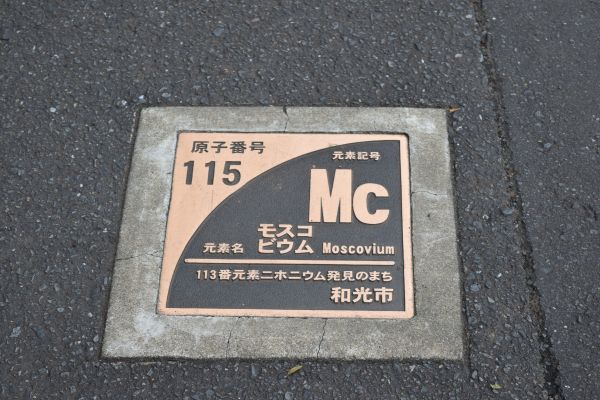 原子番号
115
元素記号
Mc
元素名 モスコ
ビウム Moscovium
113番元素ニホニウム発見のまち
和光市